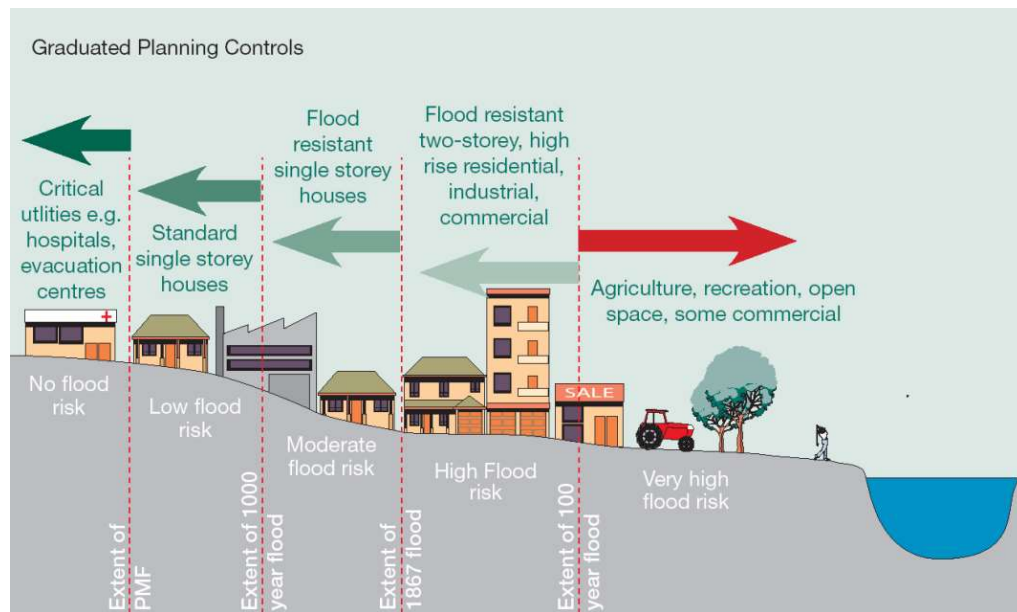 Graduated Planning Controls
Critical
utlities e.g.
hospitals,
evacuation
centres
Standard
single storey
houses
Flood
resistant
single storey
houses
Flood resistant
two-storey, high
rise residential,
industrial,
commercial
Agriculture, recreation, open
space, some commercial
SALE
No flood
risk
Low flood
risk
Moderate
flood risk
High Flood
risk
Very high
flood risk
Extent of
PMF
Extent of 1000
year flood
Extent of
1867 flood
Extent of 100
year flood